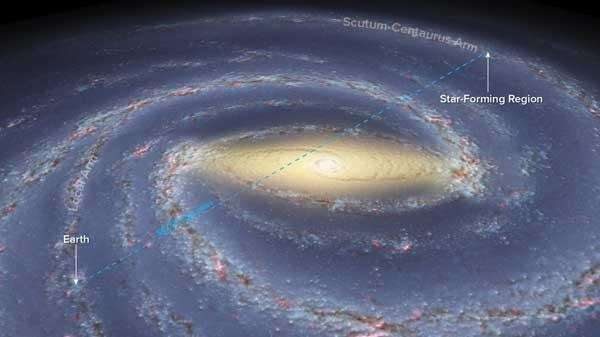 Scutum-Centaurus Arm
Star-Forming Region
Earth